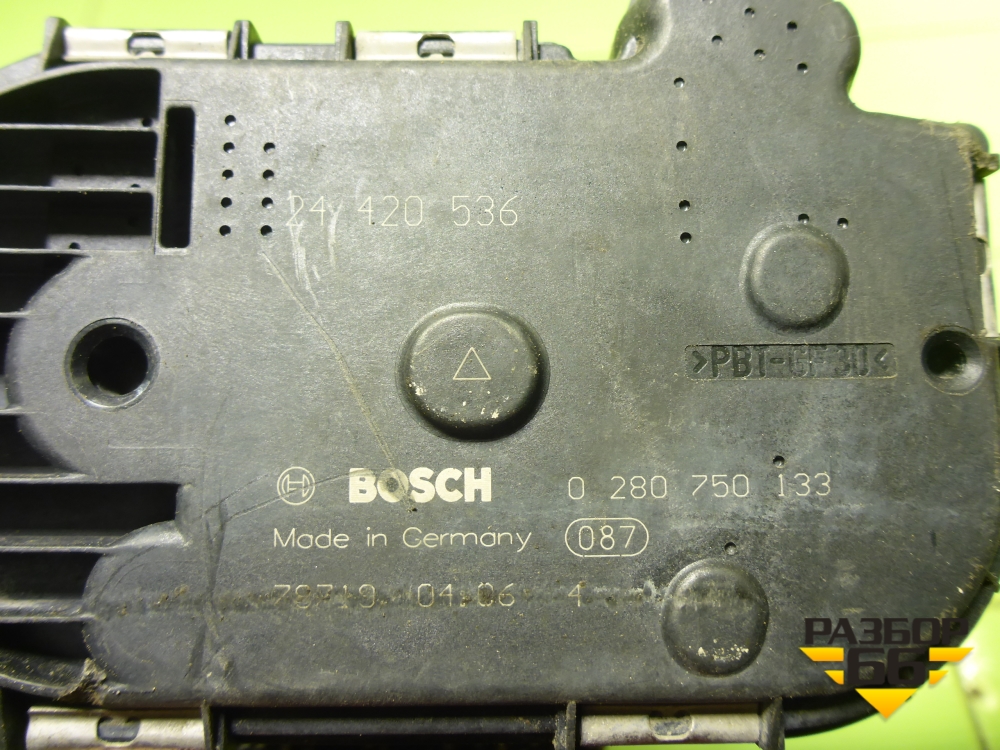 24 420 536
>PBT-GF30<
BOSCH 0 280 750 133
Made in Germany 087
04.06 4
РАЗБОР
66